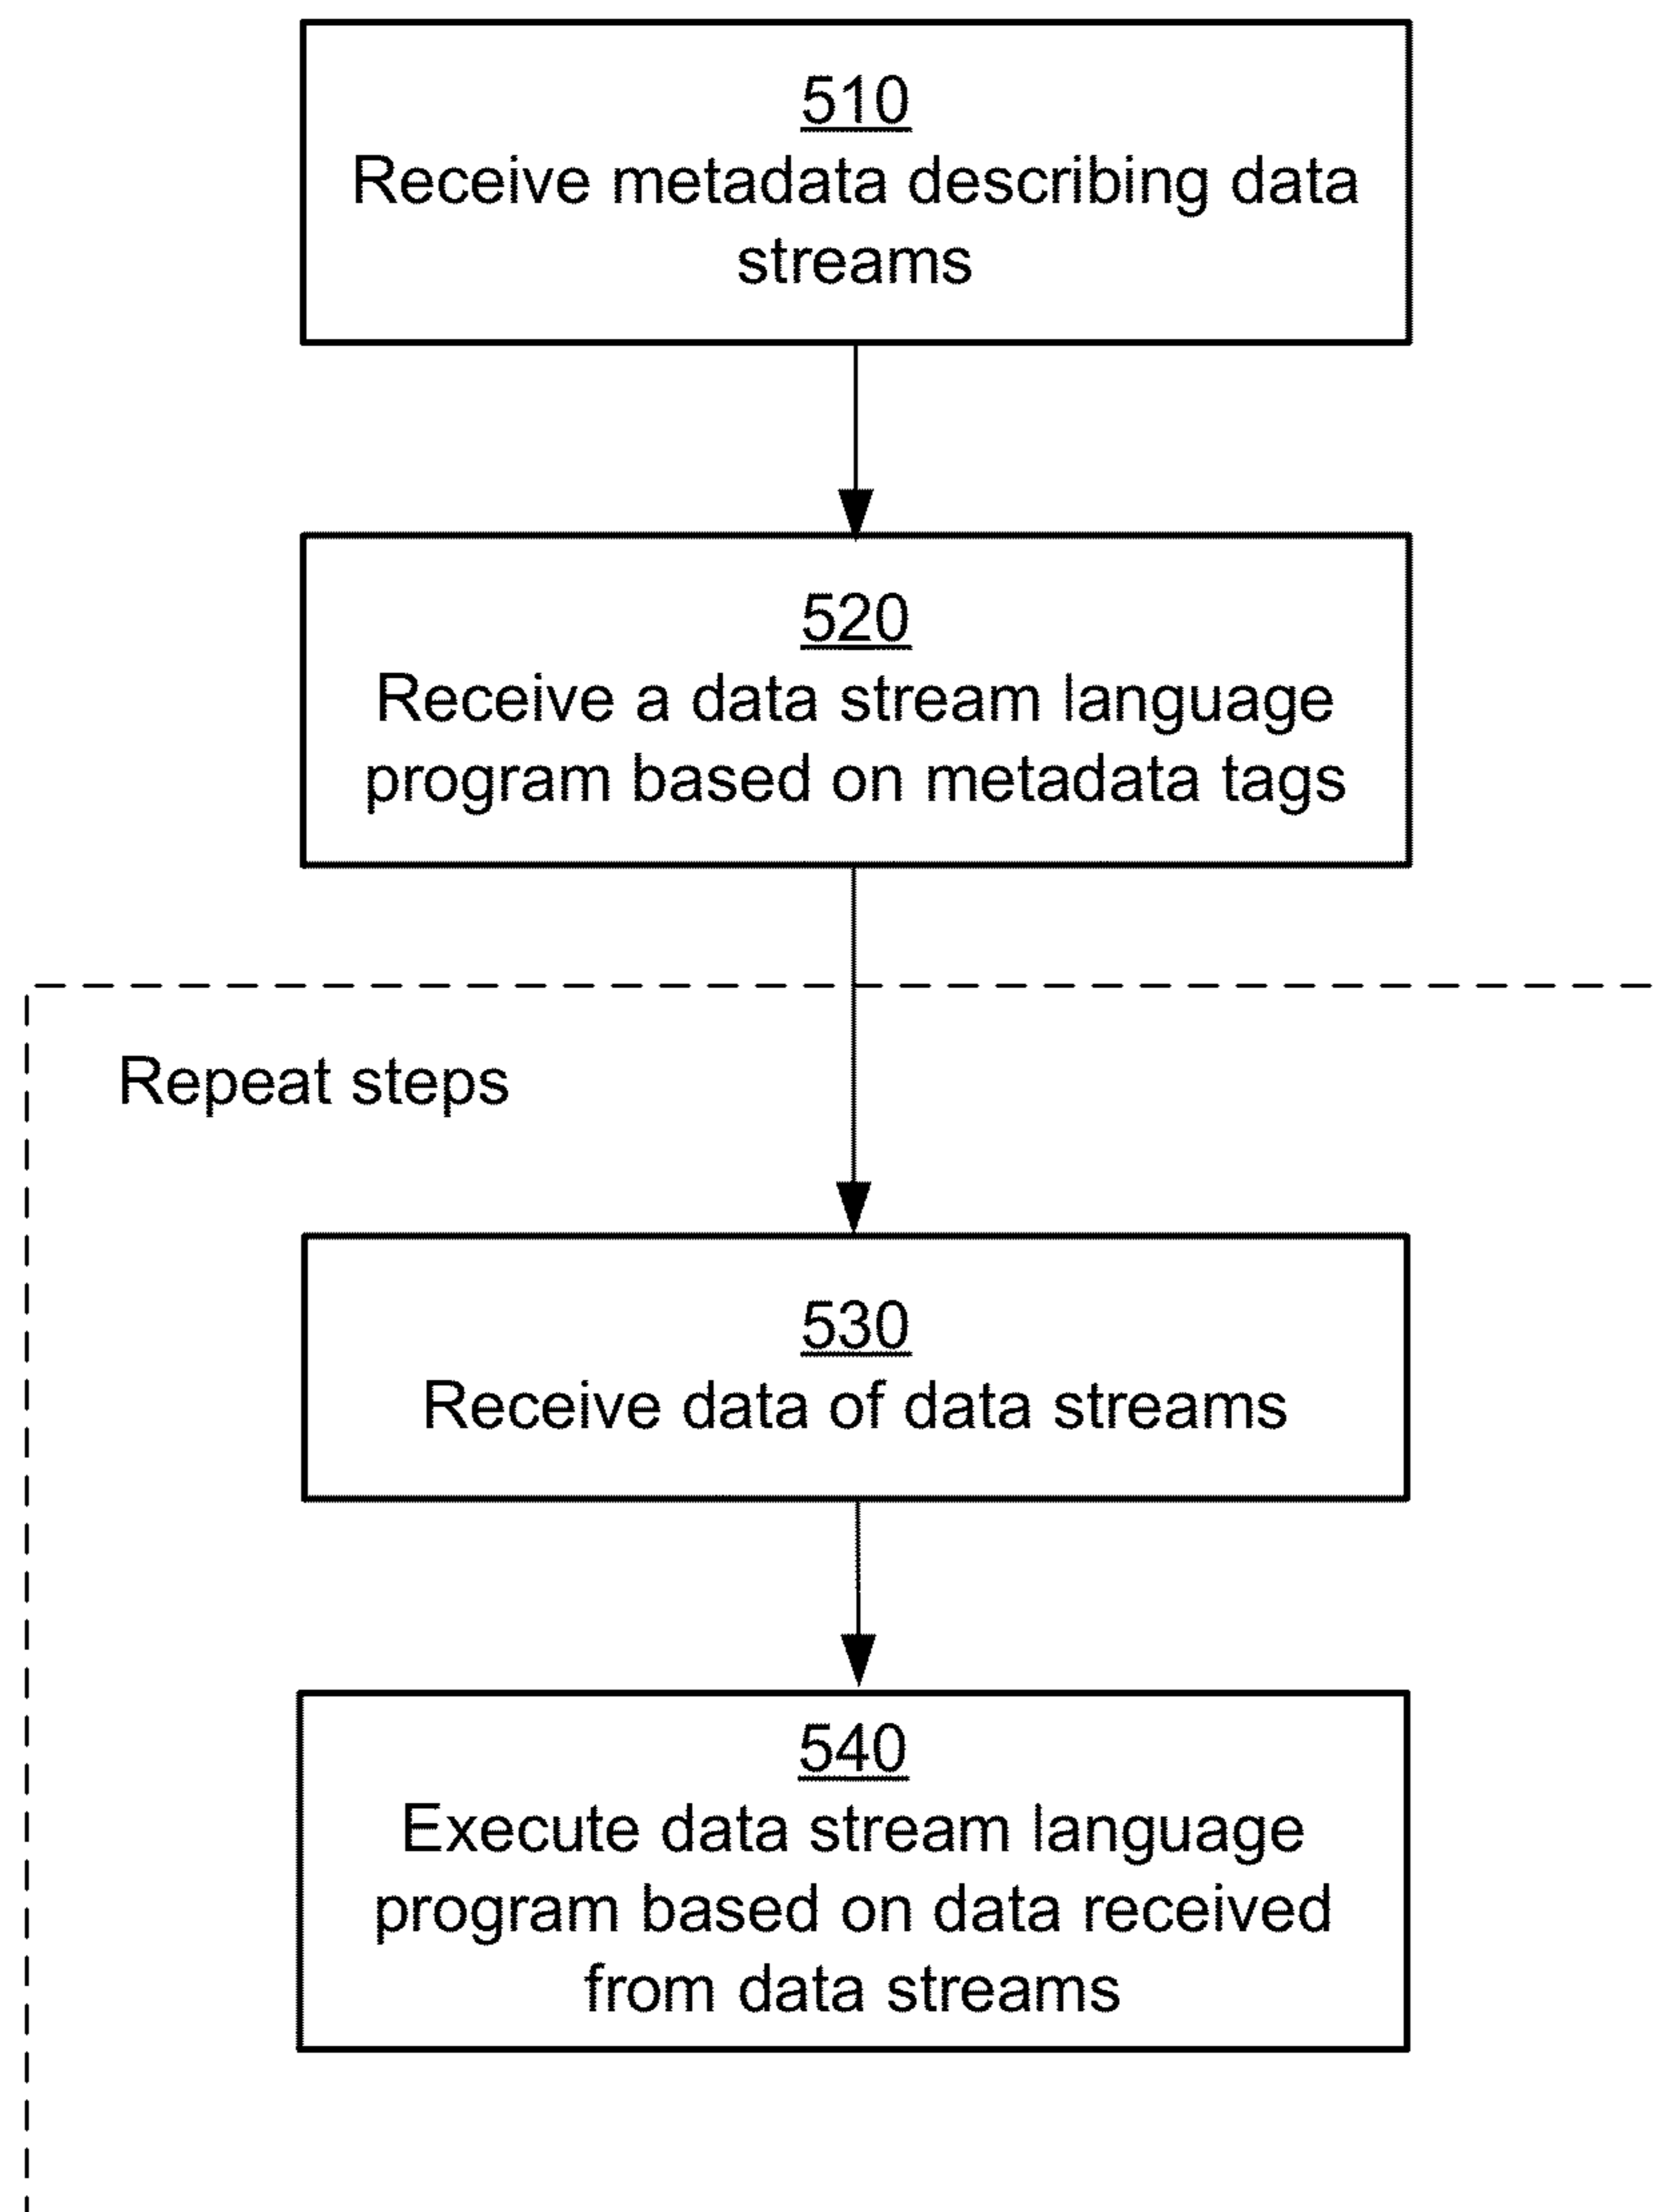 510
Receive metadata describing data
streams
520
Receive a data stream language
program based on metadata tags
Repeat steps
530
Receive data of data streams
540
Execute data stream language
program based on data received
from data streams